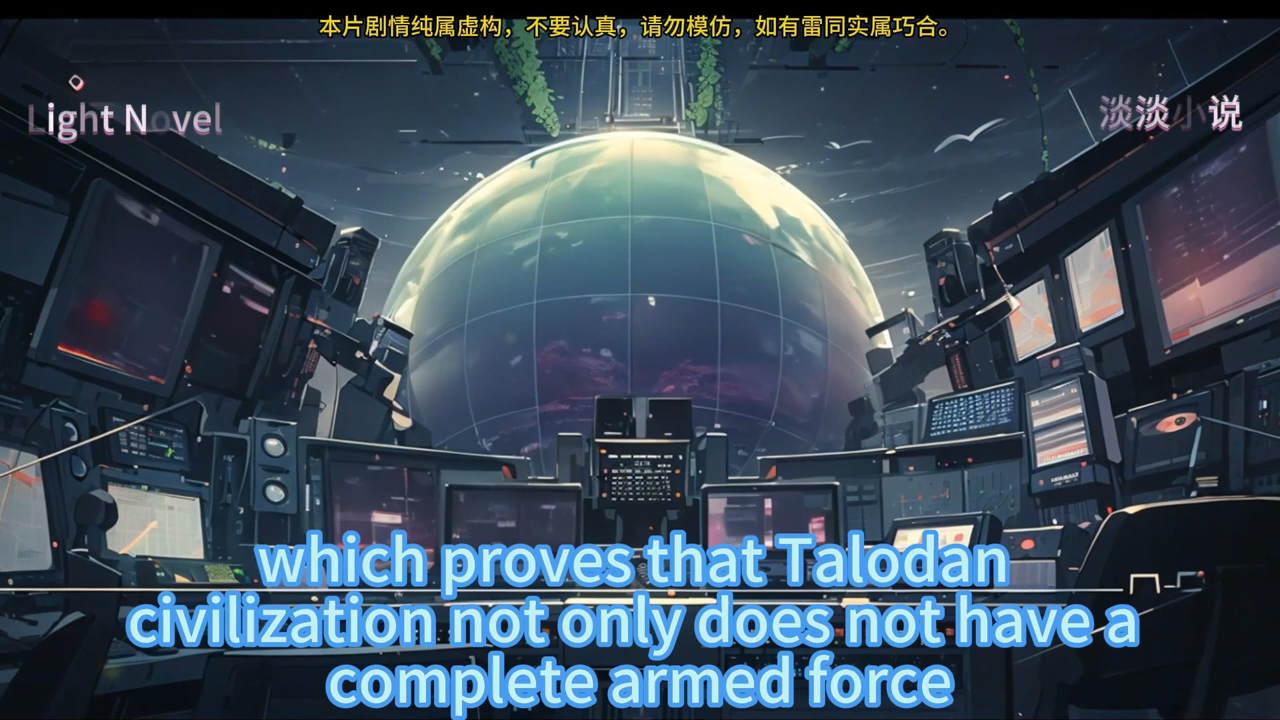 本片剧情纯属虚构，不要认真，请勿模仿，如有雷同实属巧合。
Light Novel
淡淡小说
which proves that Talodan
civilization not only does not have a
complete armed force